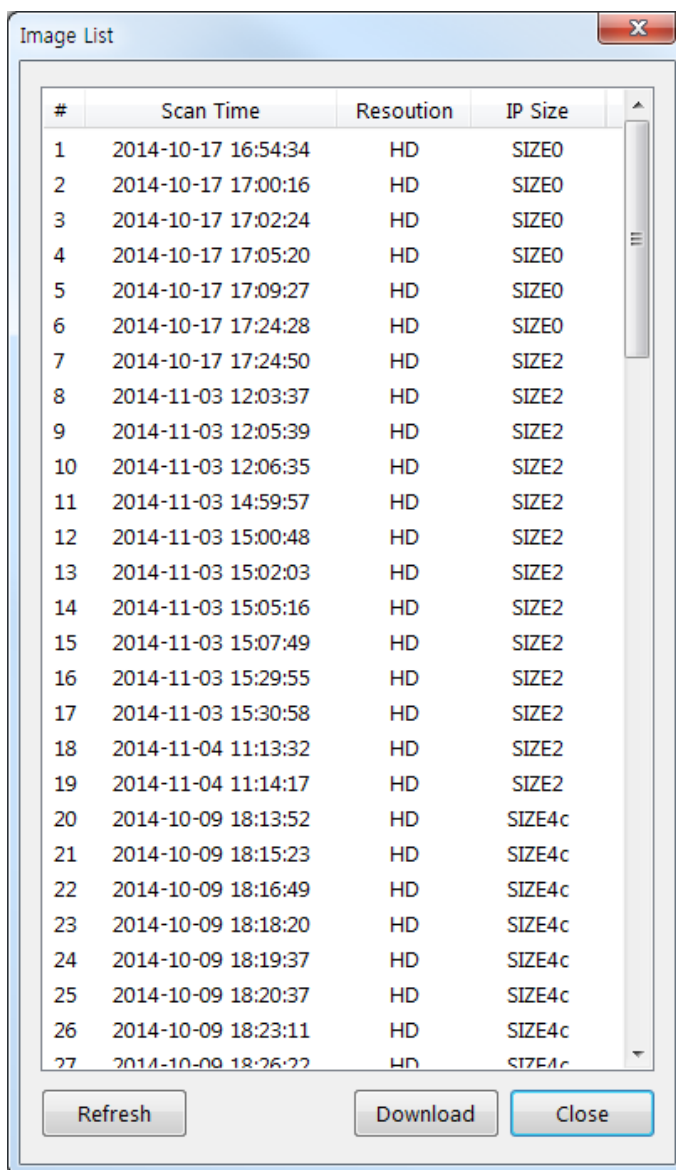 Image List
# Scan Time Resoution IP Size
1 2014-10-17 16:54:34 HD SIZE0
2 2014-10-17 17:00:16 HD SIZE0
3 2014-10-17 17:02:24 HD SIZE0
4 2014-10-17 17:05:20 HD SIZE0
5 2014-10-17 17:09:27 HD SIZE0
6 2014-10-17 17:24:28 HD SIZE0
7 2014-10-17 17:24:50 HD SIZE2
8 2014-11-03 12:03:37 HD SIZE2
9 2014-11-03 12:05:39 HD SIZE2
10 2014-11-03 12:06:35 HD SIZE2
11 2014-11-03 14:59:57 HD SIZE2
12 2014-11-03 15:00:48 HD SIZE2
13 2014-11-03 15:02:03 HD SIZE2
14 2014-11-03 15:05:16 HD SIZE2
15 2014-11-03 15:07:49 HD SIZE2
16 2014-11-03 15:29:55 HD SIZE2
17 2014-11-03 15:30:58 HD SIZE2
18 2014-11-04 11:13:32 HD SIZE2
19 2014-11-04 11:14:17 HD SIZE2
20 2014-10-09 18:13:52 HD SIZE4c
21 2014-10-09 18:15:23 HD SIZE4c
22 2014-10-09 18:16:49 HD SIZE4c
23 2014-10-09 18:18:20 HD SIZE4c
24 2014-10-09 18:19:37 HD SIZE4c
25 2014-10-09 18:20:37 HD SIZE4c
26 2014-10-09 18:23:11 HD SIZE4c
27 2014-10-09 18:26:22 HD SIZE4c
Refresh Download Close